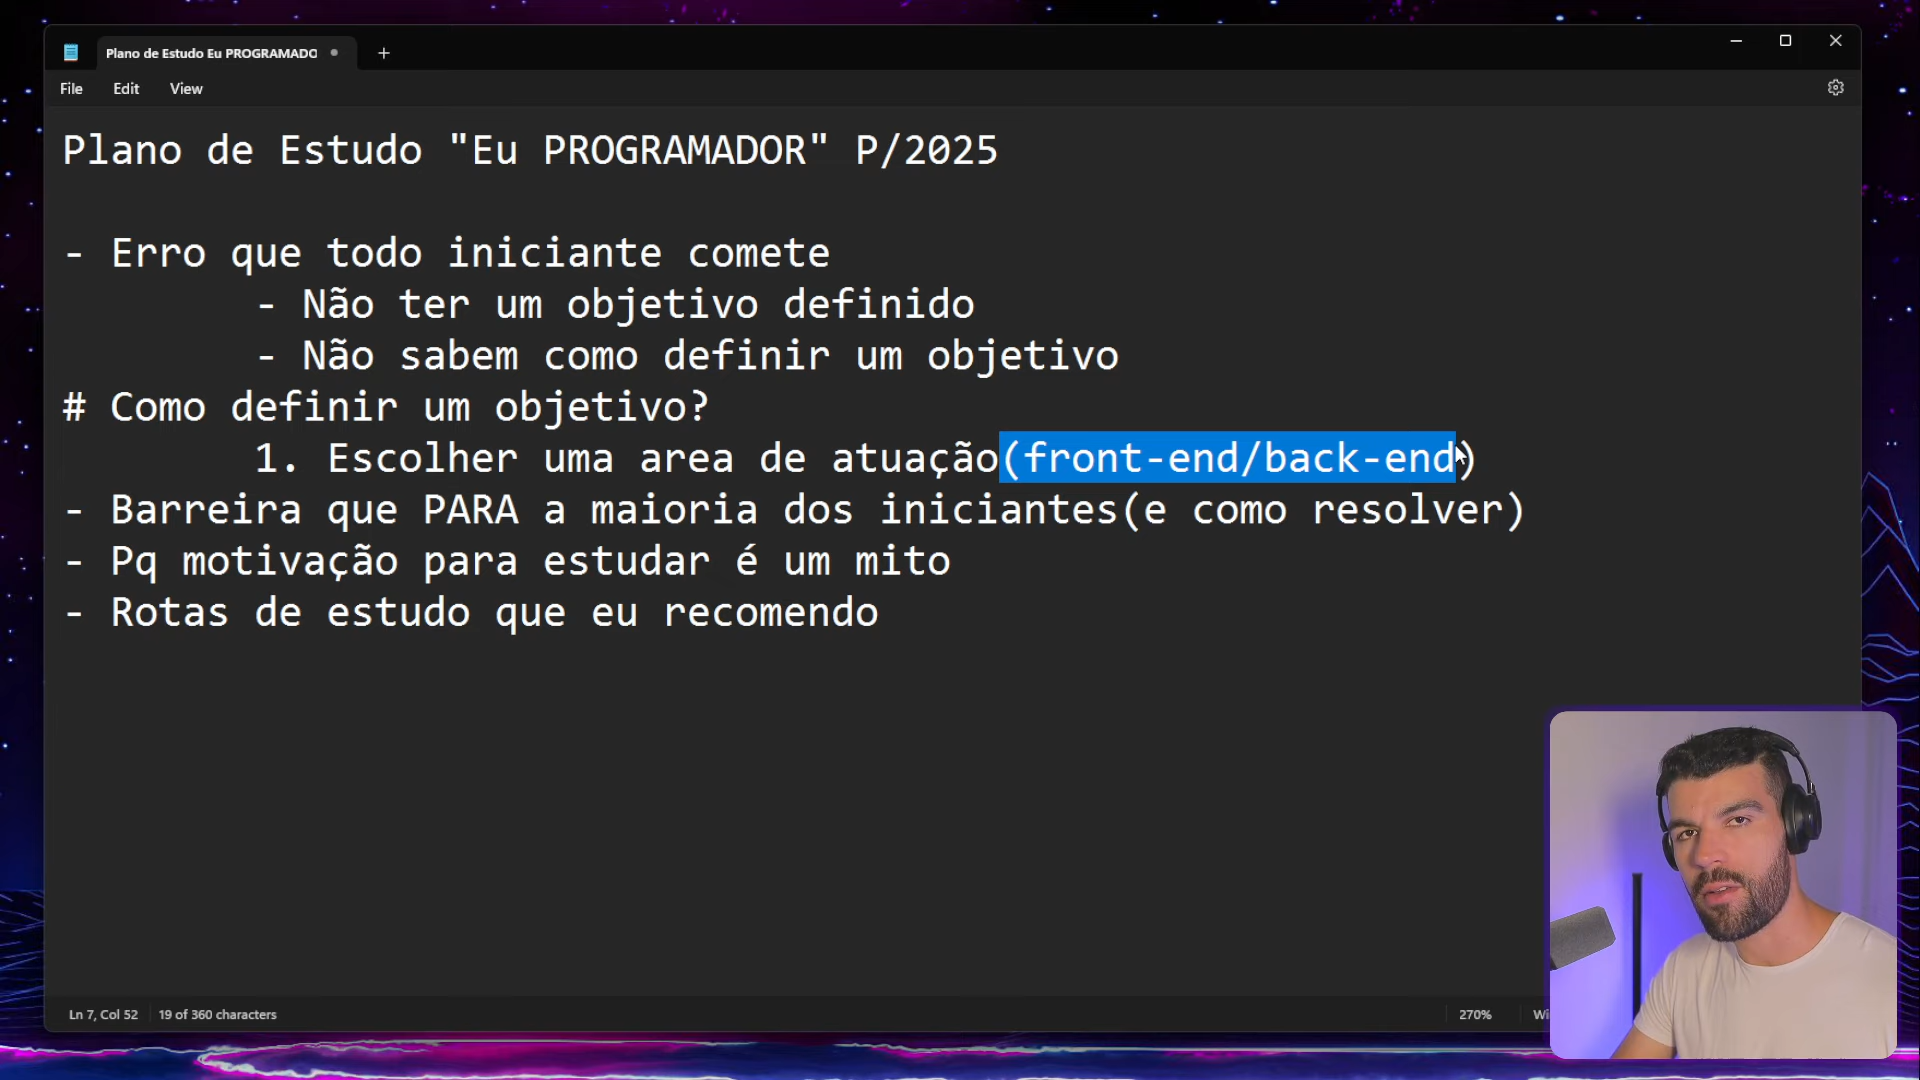 Plano de Estudo Eu PROGRAMADO
File Edit View
Plano de Estudo "Eu PROGRAMADOR" P/2025
- Erro que todo iniciante comete
- Não ter um objetivo definido
- Não sabem como definir um objetivo
# Como definir um objetivo?
1. Escolher uma area de atuação(front-end/back-end)
- Barreira que PARA a maioria dos iniciantes(e como resolver)
- Pq motivação para estudar é um mito
- Rotas de estudo que eu recomendo
Ln 7, Col 52 19 of 360 characters 270%